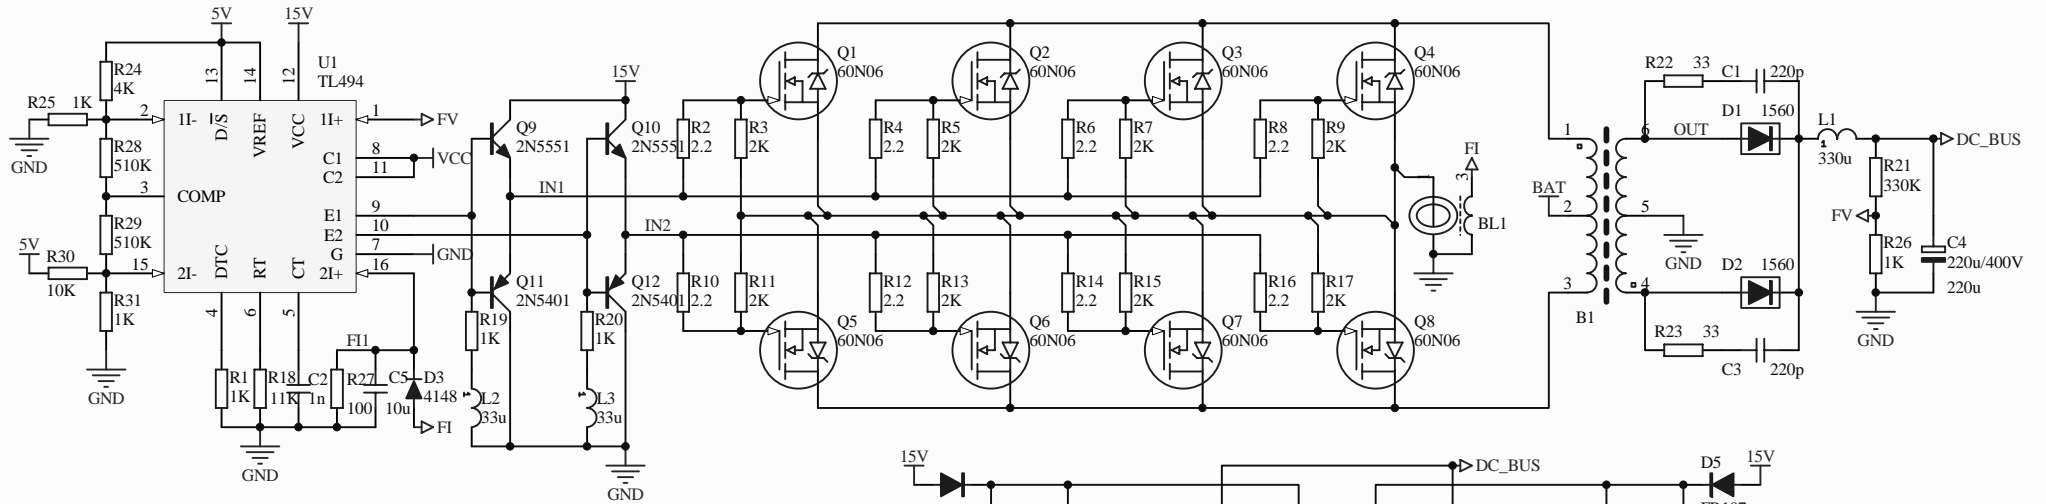 5V
15V
U1
TL494
R24
4K
13
14
12
R25
1K
2
1I-
D/S
VREF
VCC
1I+
1
FV
GND
R28
510K
C1
8
C2
11
VCC
3
COMP
R29
510K
E1
9
E2
10
5V
R30
10K
15
2I-
DTC
RT
CT
G
7
GND
2I+
16
R31
1K
4
6
5
GND
R1
1K
R18
11K
C2
1n
FI1
R27
100
C5
10u
D3
4148
FI
GND
15V
Q9
2N5551
Q10
2N5551
IN1
IN2
Q11
2N5401
Q12
2N5401
R19
1K
R20
1K
L2
33u
L3
33u
GND
Q1
60N06
Q2
60N06
Q3
60N06
Q4
60N06
R2
2.2
R3
2K
R4
2.2
R5
2K
R6
2.2
R7
2K
R8
2.2
R9
2K
R10
2.2
R11
2K
R12
2.2
R13
2K
R14
2.2
R15
2K
R16
2.2
R17
2K
Q5
60N06
Q6
60N06
Q7
60N06
Q8
60N06
FI
3
BL1
BAT
1
2
3
B1
6
5
4
GND
R22
33
C1
220p
OUT
D1
1560
D2
1560
R23
33
C3
220p
L1
1
330u
DC_BUS
R21
330K
FV
R26
1K
C4
220u/400V
220u
GND
15V
DC_BUS
D5
15V